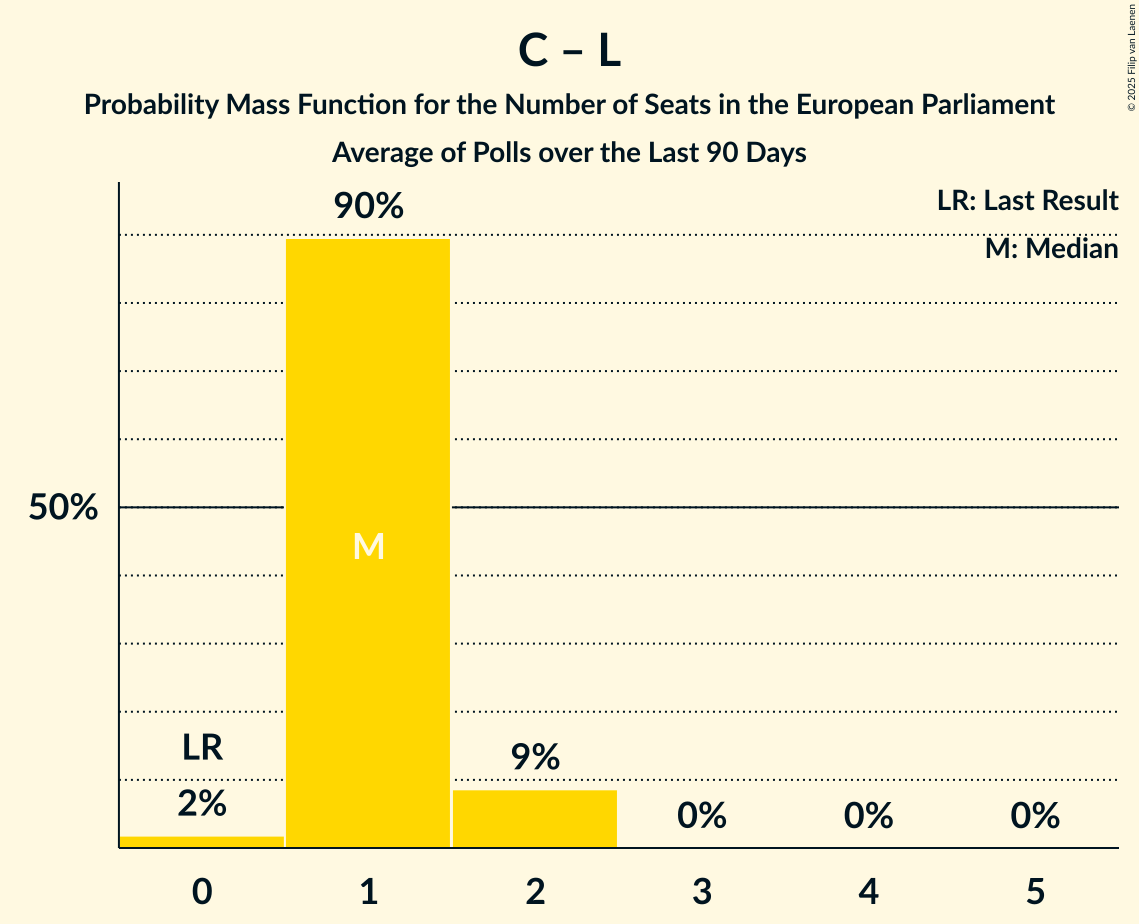 C – L
Probability Mass Function for the Number of Seats in the European Parliament
Average of Polls over the Last 90 Days
© 2025 Filip van Laenen
LR: Last Result
M: Median
90%
50%
M
LR
2%
9%
0%
0%
0%
0
1
2
3
4
5